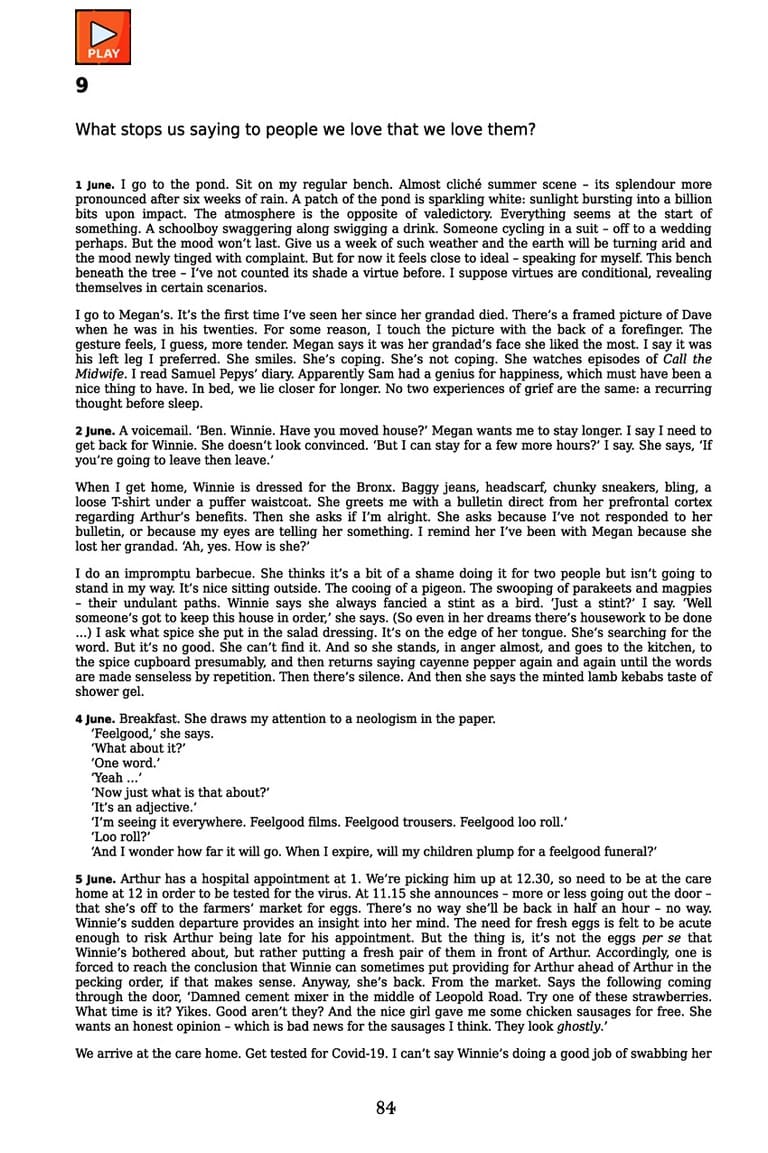 PLAY
9
What stops us saying to people we love that we love them?
1 June. I go to the pond. Sit on my regular bench. Almost cliché summer scene – its splendour more
pronounced after six weeks of rain. A patch of the pond is sparkling white: sunlight bursting into a billion
bits upon impact. The atmosphere is the opposite of valedictory. Everything seems at the start of
something. A schoolboy swaggering along swigging a drink. Someone cycling in a suit – off to a wedding
perhaps. But the mood won’t last. Give us a week of such weather and the earth will be turning arid and
the mood newly tinged with complaint. But for now it feels close to ideal – speaking for myself. This bench
beneath the tree – I’ve not counted its shade a virtue before. I suppose virtues are conditional, revealing
themselves in certain scenarios.
I go to Megan’s. It’s the first time I’ve seen her since her grandad died. There’s a framed picture of Dave
when he was in his twenties. For some reason, I touch the picture with the back of a forefinger. The
gesture feels, I guess, more tender. Megan says it was her grandad’s face she liked the most. I say it was
his left leg I preferred. She smiles. She’s coping. She’s not coping. She watches episodes of Call the
Midwife. I read Samuel Pepys’ diary. Apparently Sam had a genius for happiness, which must have been a
nice thing to have. In bed, we lie closer for longer. No two experiences of grief are the same: a recurring
thought before sleep.
2 June. A voicemail. ‘Ben. Winnie. Have you moved house?’ Megan wants me to stay longer. I say I need to
get back for Winnie. She doesn’t look convinced. ‘But I can stay for a few more hours?’ I say. She says, ‘If
you’re going to leave then leave.’
When I get home, Winnie is dressed for the Bronx. Baggy jeans, headscarf, chunky sneakers, bling, a
loose T-shirt under a puffer waistcoat. She greets me with a bulletin direct from her prefrontal cortex
regarding Arthur’s benefits. Then she asks if I’m alright. She asks because I’ve not responded to her
bulletin, or because my eyes are telling her something. I remind her I’ve been with Megan because she
lost her grandad. ‘Ah, yes. How is she?’
I do an impromptu barbecue. She thinks it’s a bit of a shame doing it for two people but isn’t going to
stand in my way. It’s nice sitting outside. The cooing of a pigeon. The swooping of parakeets and magpies
– their undulant paths. Winnie says she always fancied a stint as a bird. ‘Just a stint?’ I say. ‘Well
someone’s got to keep this house in order,’ she says. (So even in her dreams there’s housework to be done
...) I ask what spice she put in the salad dressing. It’s on the edge of her tongue. She’s searching for the
word. But it’s no good. She can’t find it. And so she stands, in anger almost, and goes to the kitchen, to
the spice cupboard presumably, and then returns saying cayenne pepper again and again until the words
are made senseless by repetition. Then there’s silence. And then she says the minted lamb kebabs taste of
shower gel.
4 June. Breakfast. She draws my attention to a neologism in the paper.
‘Feelgood,’ she says.
‘What about it?’
‘One word.’
‘Yeah ...’
‘Now just what is that about?’
‘It’s an adjective.’
‘I’m seeing it everywhere. Feelgood films. Feelgood trousers. Feelgood loo roll.’
‘Loo roll?’
‘And I wonder how far it will go. When I expire, will my children plump for a feelgood funeral?’
5 June. Arthur has a hospital appointment at 1. We’re picking him up at 12.30, so need to be at the care
home at 12 in order to be tested for the virus. At 11.15 she announces – more or less going out the door –
that she’s off to the farmers’ market for eggs. There’s no way she’ll be back in half an hour – no way.
Winnie’s sudden departure provides an insight into her mind. The need for fresh eggs is felt to be acute
enough to risk Arthur being late for his appointment. But the thing is, it’s not the eggs per se that
Winnie’s bothered about, but rather putting a fresh pair of them in front of Arthur. Accordingly, one is
forced to reach the conclusion that Winnie can sometimes put providing for Arthur ahead of Arthur in the
pecking order, if that makes sense. Anyway, she’s back. From the market. Says the following coming
through the door, ‘Damned cement mixer in the middle of Leopold Road. Try one of these strawberries.
What time is it? Yikes. Good aren’t they? And the nice girl gave me some chicken sausages for free. She
wants an honest opinion – which is bad news for the sausages I think. They look ghostly.’
We arrive at the care home. Get tested for Covid-19. I can’t say Winnie’s doing a good job of swabbing her
84